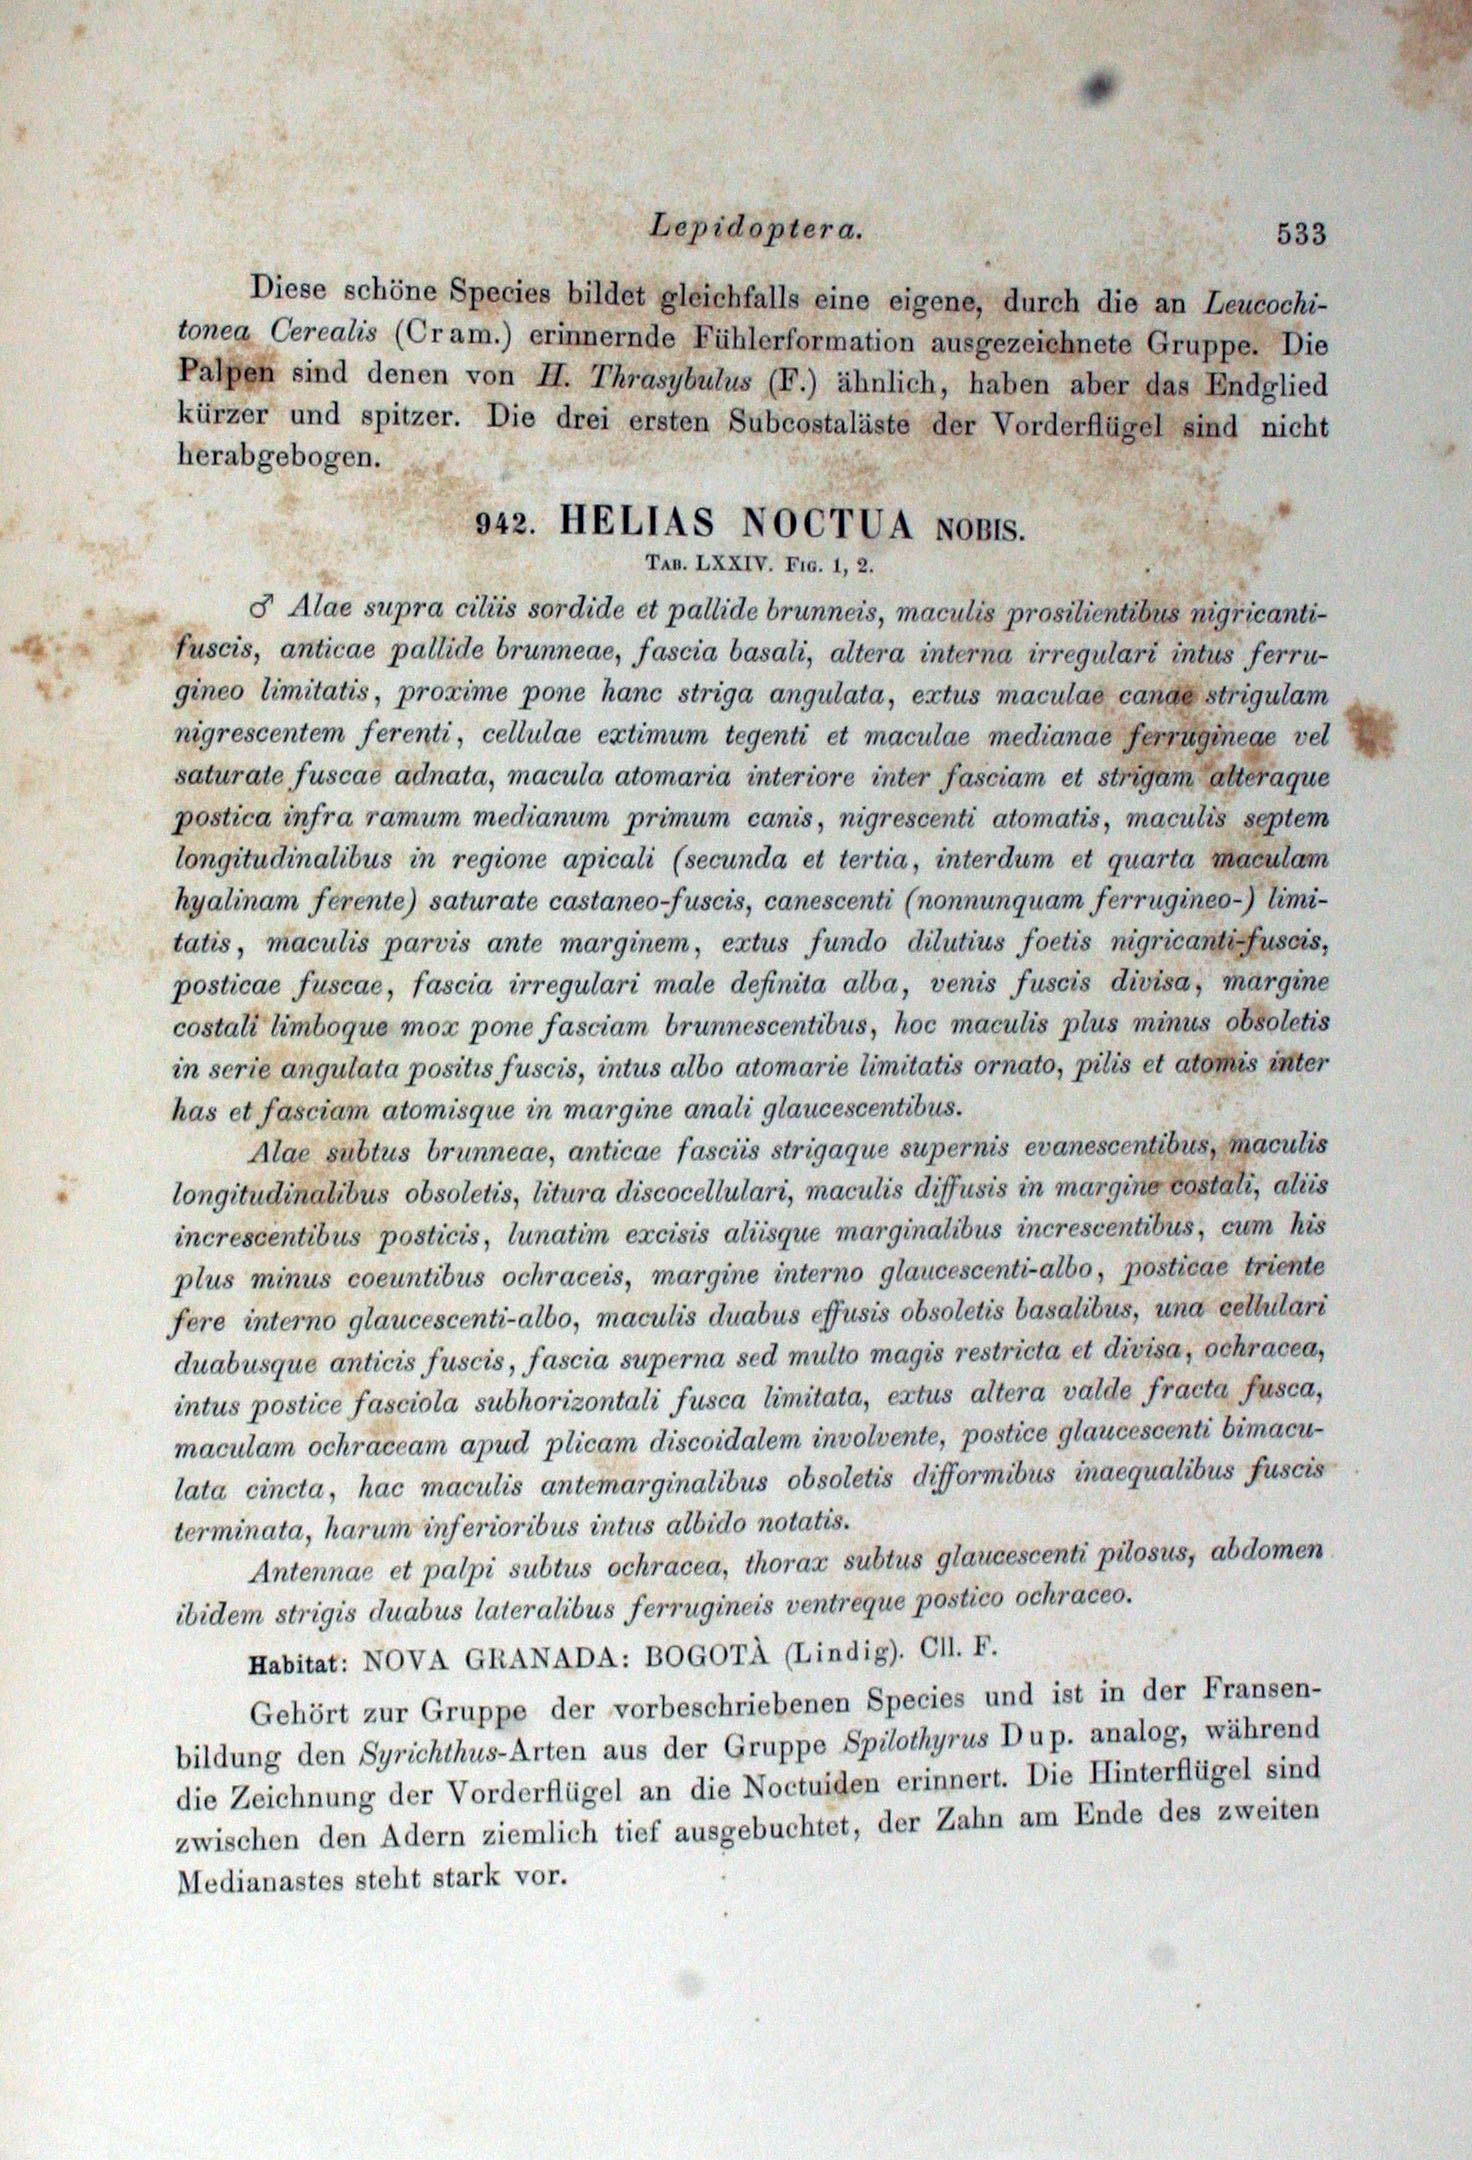 Lepidoptera. 533
Diese schöne Species bildet gleichfalls eine eigene, durch die an Leucochi-
tonea Cerealis (Cram.) erinnernde Fühlerformation ausgezeichnete Gruppe. Die
Palpen sind denen von H. Thrasybulus (F.) ähnlich, haben aber das Endglied
kürzer und spitzer. Die drei ersten Subcostaläste der Vorderflügel sind nicht
herabgebogen.
942. HELIAS NOCTUA NOBIS.
TAB. LXXIV. FIG. 1, 2.
♂ Alae supra ciliis sordide et pallide brunneis, maculis prosilientibus nigricanti-
fuscis, anticae pallide brunneae, fascia basali, altera interna irregulari intus ferru-
gineo limitatis, proxime pone hanc striga angulata, extus maculae canae strigulam
nigrescentem ferenti, cellulae extimum tegenti et maculae medianae ferrugineae vel
saturate fuscae adnata, macula atomaria interiore inter fasciam et strigam alteraque
postica infra ramum medianum primum canis, nigrescenti atomatis, maculis septem
longitudinalibus in regione apicali (secunda et tertia, interdum et quarta maculam
hyalinam ferente) saturate castaneo-fuscis, canescenti (nonnunquam ferrugineo-) limi-
tatis, maculis parvis ante marginem, extus fundo dilutius foetis nigricanti-fuscis,
posticae fuscae, fascia irregulari male definita alba, venis fuscis divisa, margine
costali limboque mox pone fasciam brunnescentibus, hoc maculis plus minus obsoletis
in serie angulata positis fuscis, intus albo atomarie limitatis ornato, pilis et atomis inter
has et fasciam atomisque in margine anali glaucescentibus.
Alae subtus brunneae, anticae fasciis strigaque supernis evanescentibus, maculis
longitudinalibus obsoletis, litura discocellulari, maculis diffusis in margine costali, aliis
increscentibus posticis, lunatim excisis aliisque marginalibus increscentibus, cum his
plus minus coeuntibus ochraceis, margine interno glaucescenti-albo, posticae triente
fere interno glaucescenti-albo, maculis duabus effusis obsoletis basalibus, una cellulari
duabusque anticis fuscis, fascia superna sed multo magis restricta et divisa, ochracea,
intus postice fasciola subhorizontali fusca limitata, extus altera valde fracta fusca,
maculam ochraceam apud plicam discoidalem involvente, postice glaucescenti bimacu-
lata cincta, hac maculis antemarginalibus obsoletis difformibus inaequalibus fuscis
terminata, harum inferioribus intus albido notatis.
Antennae et palpi subtus ochracea, thorax subtus glaucescenti pilosus, abdomen
ibidem strigis duabus lateralibus ferrugineis ventreque postico ochraceo.
Habitat: NOVA GRANADA: BOGOTÀ (Lindig). Cll. F.
Gehört zur Gruppe der vorbeschriebenen Species und ist in der Fransen-
bildung den Syrichthus-Arten aus der Gruppe Spilothyrus Dup. analog, während
die Zeichnung der Vorderflügel an die Noctuiden erinnert. Die Hinterflügel sind
zwischen den Adern ziemlich tief ausgebuchtet, der Zahn am Ende des zweiten
Medianastes steht stark vor.